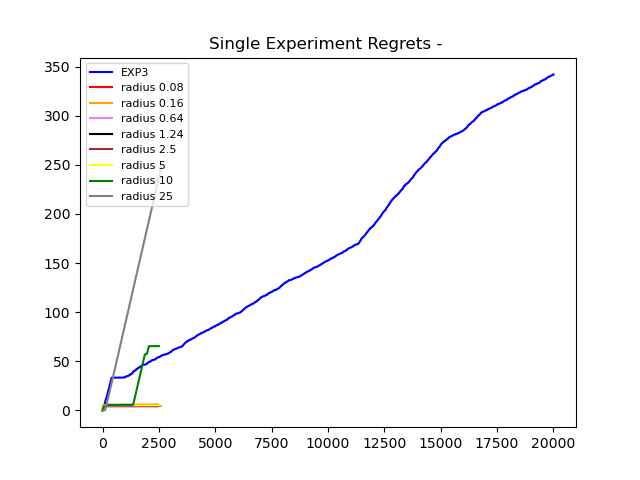 Single Experiment Regrets -
EXP3
radius 0.08
radius 0.16
radius 0.64
radius 1.24
radius 2.5
radius 5
radius 10
radius 25
350
300
250
200
150
100
50
0
0 2500 5000 7500 10000 12500 15000 17500 20000